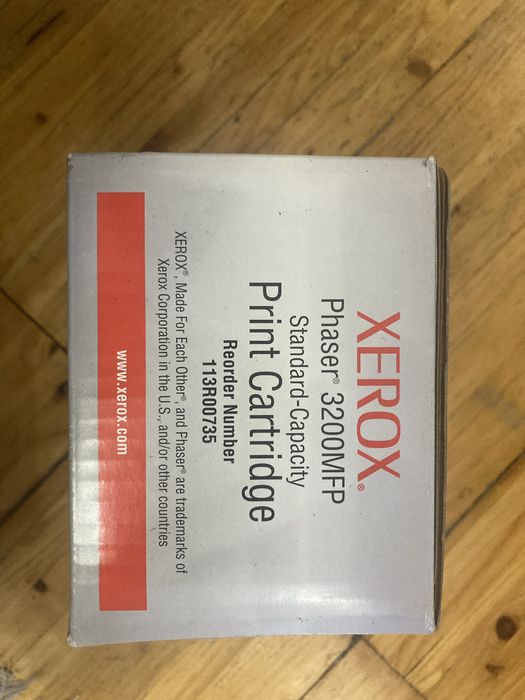 XEROX®
Phaser® 3200MFP
Standard-Capacity
Print Cartridge
Reorder Number
113R00735
XEROX®, Made For Each Other®, and Phaser® are trademarks of
Xerox Corporation in the U.S., and/or other countries
www.xerox.com